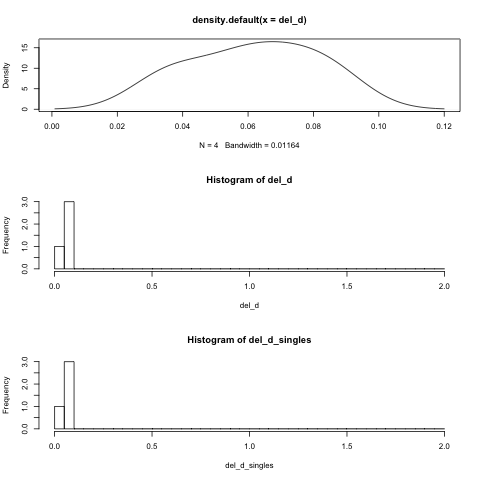 density.default(x = del_d)
Density
0 5 10 15
0.00 0.02 0.04 0.06 0.08 0.10 0.12
N = 4 Bandwidth = 0.01164
Histogram of del_d
Frequency
0.0 1.0 2.0 3.0
0.0 0.5 1.0 1.5 2.0
del_d
Histogram of del_d_singles
Frequency
0.0 1.0 2.0 3.0
0.0 0.5 1.0 1.5 2.0
del_d_singles